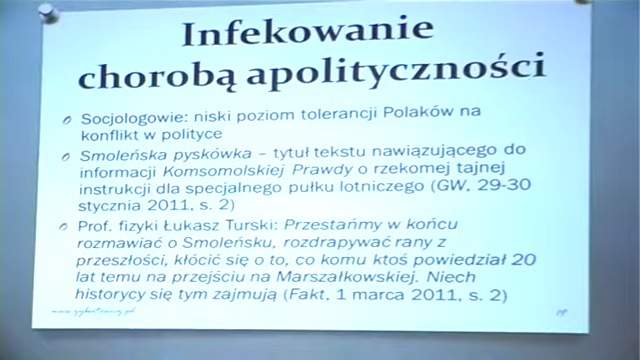 Infekowanie
chorobą apolityczności
Socjologowie: niski poziom tolerancji Polaków na
konflikt w polityce
Smoleńska pyskówka – tytuł tekstu nawiązującego do
informacji Komsomolskiej Prawdy o rzekomej tajnej
instrukcji dla specjalnego pułku lotniczego (GW, 29-30
stycznia 2011, s. 2)
Prof. fizyki Łukasz Turski: Przestańmy w końcu
rozmawiać o Smoleńsku, rozdrapywać rany z
przeszłości, kłócić się o to, co komu ktoś powiedział 20
lat temu na przejściu na Marszałkowskiej. Niech
historycy się tym zajmują (Fakt, 1 marca 2011, s. 2)